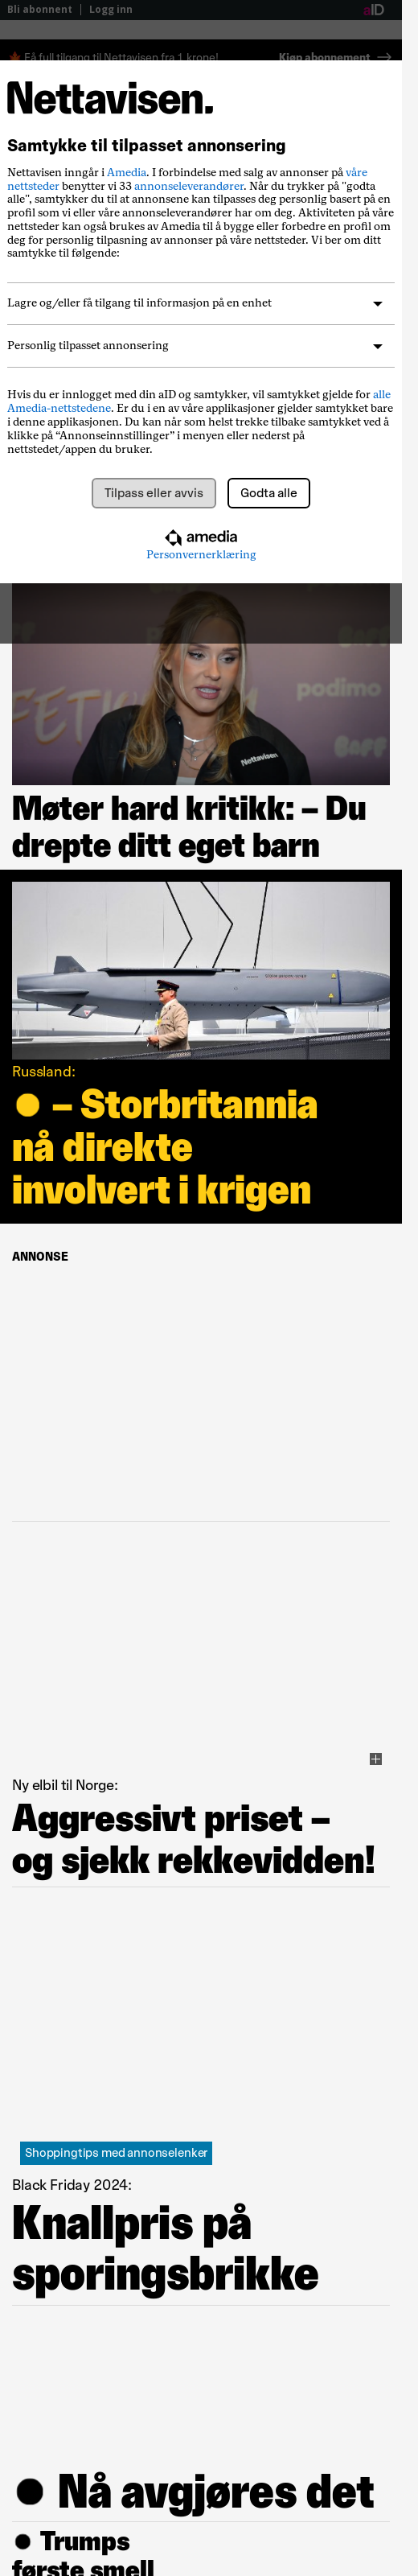 Bli abonnent | Logg inn aID
Få full tilgang til Nettavisen fra 1 krone! Kjøp abonnement
Nettavisen.
Samtykke til tilpasset annonsering
Nettavisen inngår i Amedia. I forbindelse med salg av annonser på våre
nettsteder benytter vi 33 annonseleverandører. Når du trykker på "godta
alle", samtykker du til at annonsene kan tilpasses deg personlig basert på en
profil som vi eller våre annonseleverandører har om deg. Aktiviteten på våre
nettsteder kan også brukes av Amedia til å bygge eller forbedre en profil om
deg for personlig tilpasning av annonser på våre nettsteder. Vi ber om ditt
samtykke til følgende:
Lagre og/eller få tilgang til informasjon på en enhet
Personlig tilpasset annonsering
Hvis du er innlogget med din aID og samtykker, vil samtykket gjelde for alle
Amedia-nettstedene. Er du i en av våre applikasjoner gjelder samtykket bare
i denne applikasjonen. Du kan når som helst trekke tilbake samtykket ved å
klikke på “Annonseinnstillinger” i menyen eller nederst på
nettstedet/appen du bruker.
Tilpass eller avvis Godta alle
amedia
Personvernerklæring
podimo
Nettavisen
Møter hard kritikk: – Du
drepte ditt eget barn
Russland:
– Storbritannia
nå direkte
involvert i krigen
ANNONSE
Ny elbil til Norge:
Aggressivt priset –
og sjekk rekkevidden!
Shoppingtips med annonselenker
Black Friday 2024:
Knallpris på
sporingsbrikke
Nå avgjøres det
Trumps
første smell